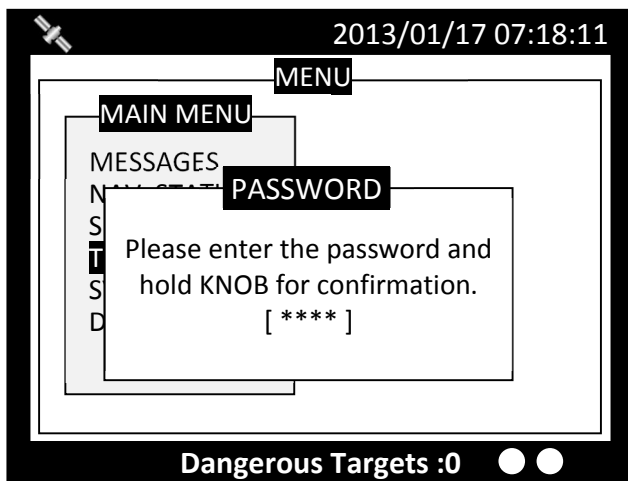 2013/01/17 07:18:11
MENU
MAIN MENU
MESSAGES
PASSWORD
Please enter the password and
hold KNOB for confirmation.
[ **** ]
Dangerous Targets :0